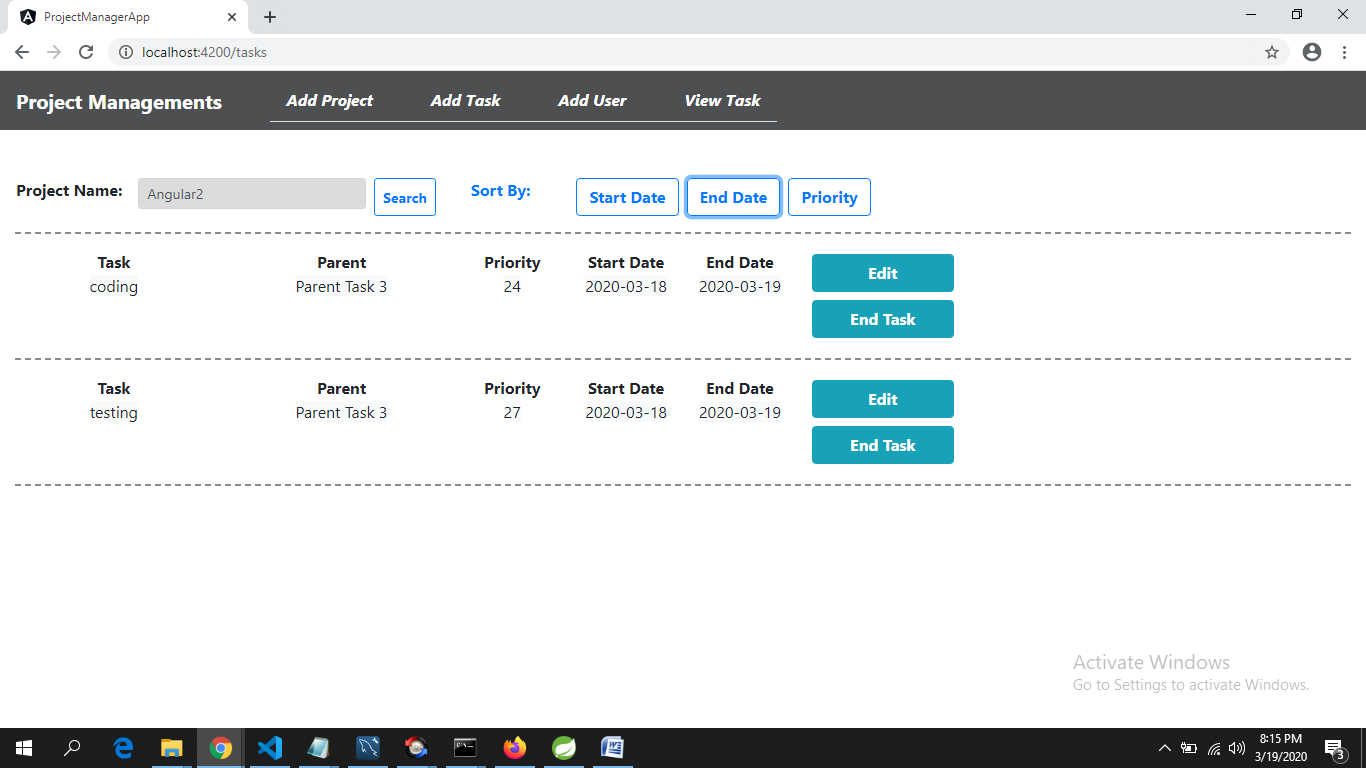 ProjectManagerApp
localhost:4200/tasks
Project Managements Add Project Add Task Add User View Task
Project Name: Angular2 Search Sort By: Start Date End Date Priority
Task Parent Priority Start Date End Date Edit
coding Parent Task 3 24 2020-03-18 2020-03-19
End Task
Task Parent Priority Start Date End Date Edit
testing Parent Task 3 27 2020-03-18 2020-03-19
End Task
Activate Windows
Go to Settings to activate Windows.
8:15 PM
3/19/2020
3